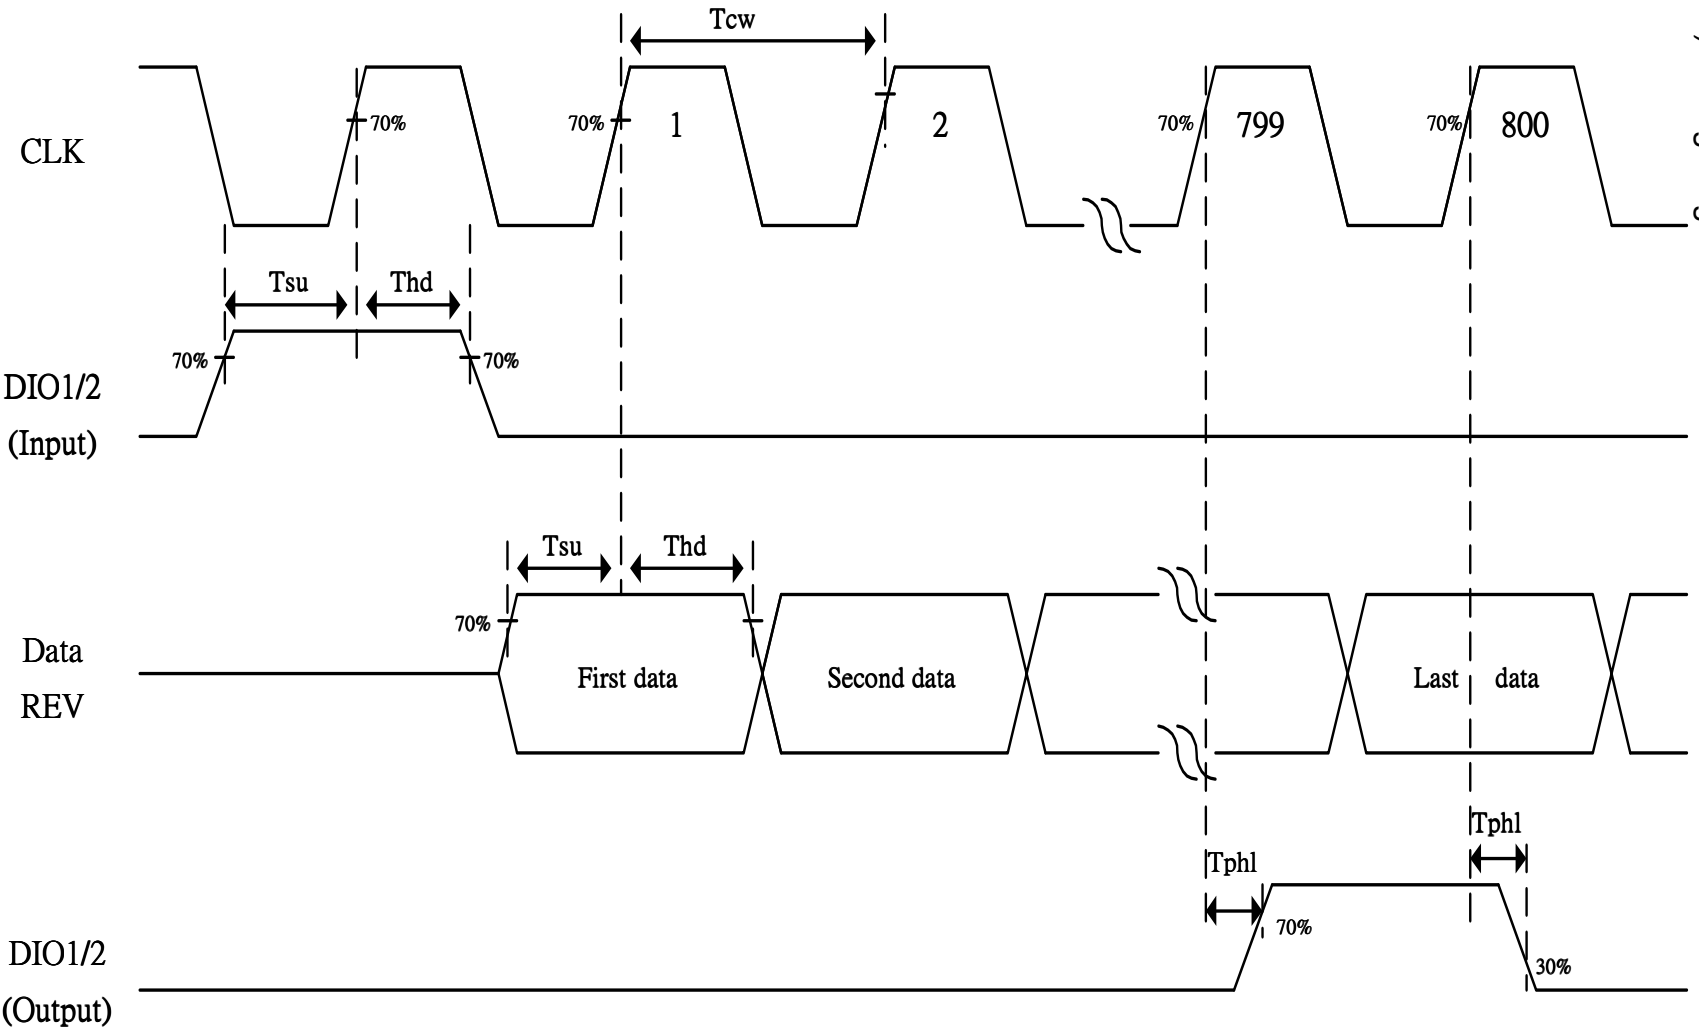 Tcw
CLK
70%
70%
1
2
70%
799
70%
800
Tsu
Thd
70%
70%
DIO1/2
(Input)
Tsu
Thd
70%
Data
REV
First data
Second data
Last data
Tphl
Tphl
70%
DIO1/2
(Output)
30%